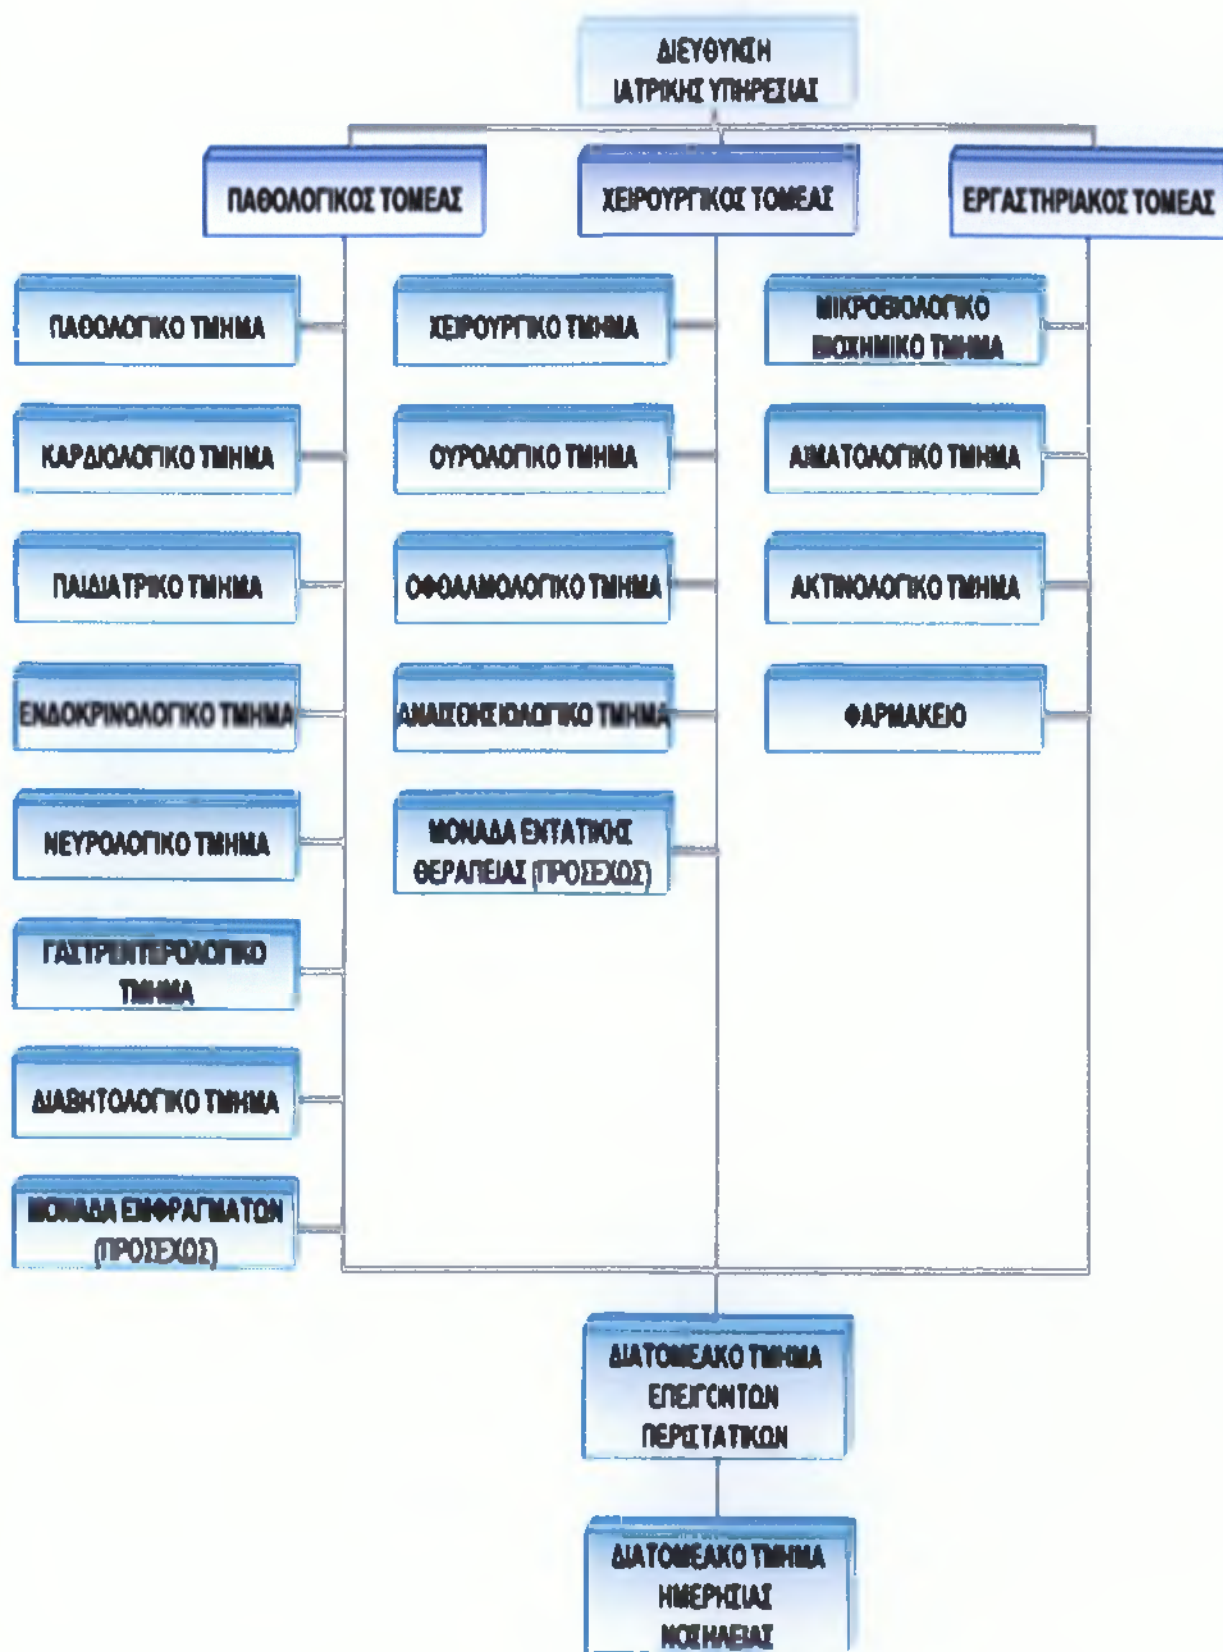 ΔΙΕΥΘΥΝΣΗ
ΙΑΤΡΙΚΗΣ ΥΠΗΡΕΣΙΑΣ
ΠΑΘΟΛΟΓΙΚΟΣ ΤΟΜΕΑΣ
ΧΕΙΡΟΥΡΓΙΚΟΣ ΤΟΜΕΑΣ
ΕΡΓΑΣΤΗΡΙΑΚΟΣ ΤΟΜΕΑΣ
ΠΑΘΟΛΟΓΙΚΟ ΤΜΗΜΑ
ΚΑΡΔΙΟΛΟΓΙΚΟ ΤΜΗΜΑ
ΠΑΙΔΙΑΤΡΙΚΟ ΤΜΗΜΑ
ΕΝΔΟΚΡΙΝΟΛΟΓΙΚΟ ΤΜΗΜΑ
ΝΕΥΡΟΛΟΓΙΚΟ ΤΜΗΜΑ
ΓΑΣΤΡΕΝΤΕΡΟΛΟΓΙΚΟ
ΤΜΗΜΑ
ΔΙΑΒΗΤΟΛΟΓΙΚΟ ΤΜΗΜΑ
ΜΟΝΑΔΑ ΕΜΦΡΑΓΜΑΤΩΝ
(ΠΡΟΣΕΧΩΣ)
ΧΕΙΡΟΥΡΓΙΚΟ ΤΜΗΜΑ
ΟΥΡΟΛΟΓΙΚΟ ΤΜΗΜΑ
ΟΦΘΑΛΜΟΛΟΓΙΚΟ ΤΜΗΜΑ
ΑΝΑΙΣΘΗΣΙΟΛΟΓΙΚΟ ΤΜΗΜΑ
ΜΟΝΑΔΑ ΕΝΤΑΤΙΚΗΣ
ΘΕΡΑΠΕΙΑΣ (ΠΡΟΣΕΧΩΣ)
ΜΙΚΡΟΒΙΟΛΟΓΙΚΟ
ΒΙΟΧΗΜΙΚΟ ΤΜΗΜΑ
ΑΙΜΑΤΟΛΟΓΙΚΟ ΤΜΗΜΑ
ΑΚΤΙΝΟΛΟΓΙΚΟ ΤΜΗΜΑ
ΦΑΡΜΑΚΕΙΟ
ΔΙΑΤΟΜΕΑΚΟ ΤΜΗΜΑ
ΕΠΕΙΓΟΝΤΩΝ
ΠΕΡΙΣΤΑΤΙΚΩΝ
ΔΙΑΤΟΜΕΑΚΟ ΤΜΗΜΑ
ΗΜΕΡΗΣΙΑΣ
ΝΟΣΗΛΕΙΑΣ